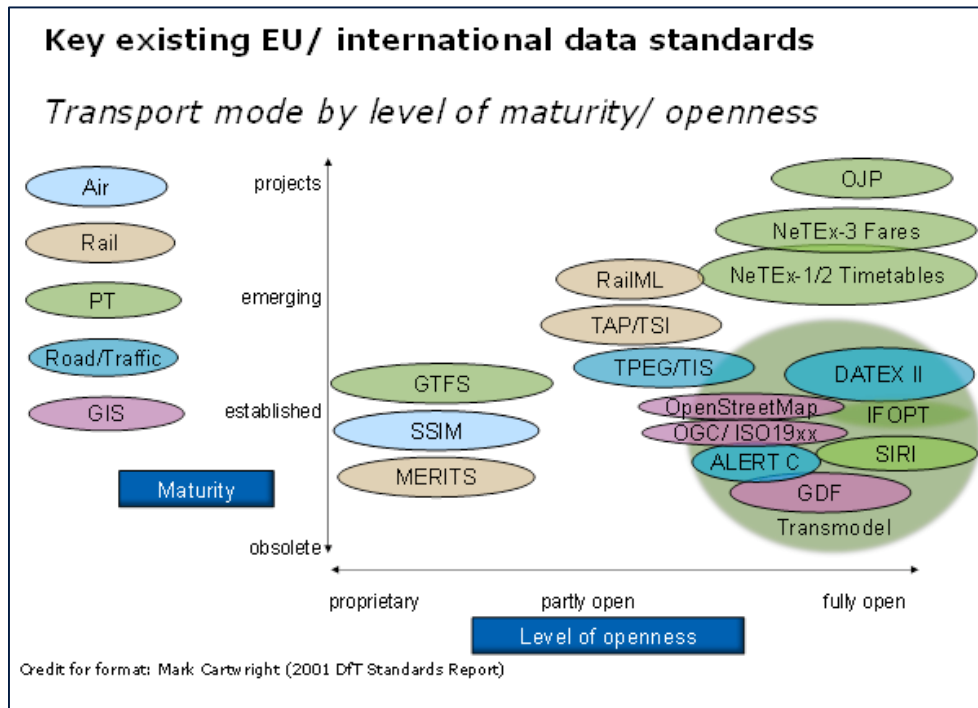 Key existing EU/ international data standards
Transport mode by level of maturity/ openness
Air
Rail
PT
Road/Traffic
GIS
Maturity
projects
emerging
established
obsolete
OJP
NeTEx-3 Fares
NeTEx-1/2 Timetables
RailML
TAP/TSI
TPEG/TIS
DATEX II
GTFS
OpenStreetMap
IFOPT
SSIM
OGC/ ISO19xx
SIRI
ALERT C
MERITS
GDF
Transmodel
proprietary
partly open
fully open
Level of openness
Credit for format: Mark Cartwright (2001 DfT Standards Report)